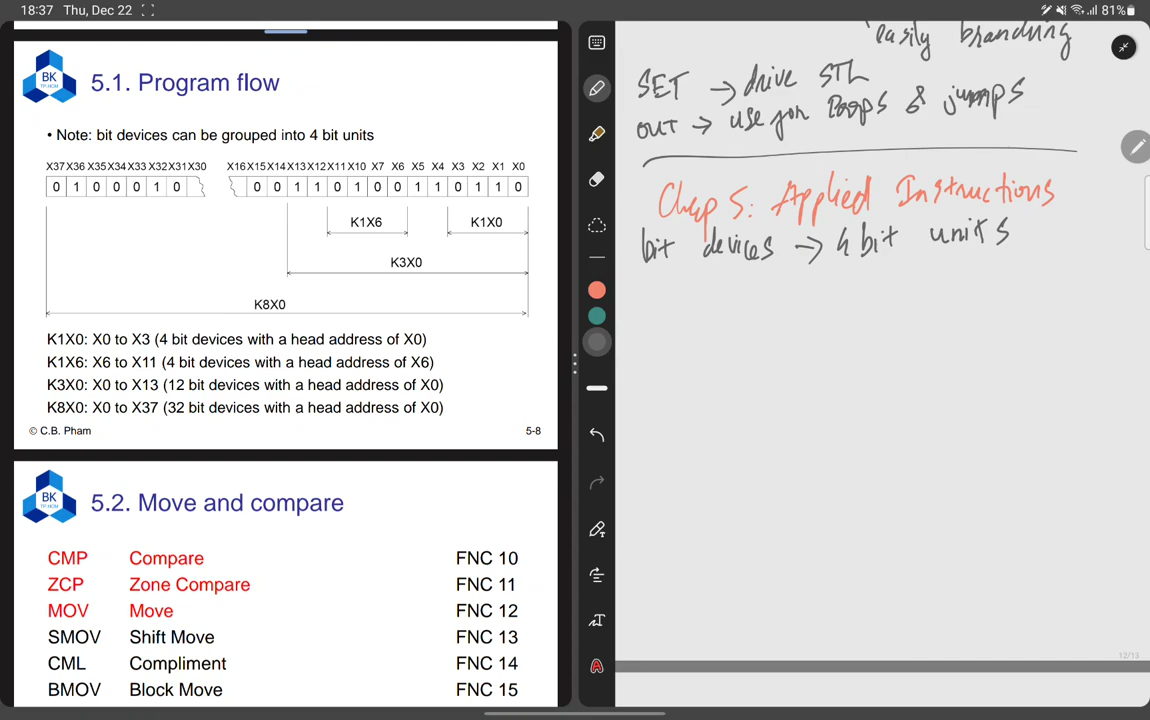 18:37 Thu, Dec 22
81%
BK
TP.HCM
5.1. Program flow
• Note: bit devices can be grouped into 4 bit units
X37 X36 X35 X34 X33 X32 X31 X30 X16 X15 X14 X13 X12 X11 X10 X7 X6 X5 X4 X3 X2 X1 X0
0 1 0 0 0 1 0 0 0 1 1 0 1 0 0 1 1 0 1 1 0
K1X6 K1X0
K3X0
K8X0
K1X0: X0 to X3 (4 bit devices with a head address of X0)
K1X6: X6 to X11 (4 bit devices with a head address of X6)
K3X0: X0 to X13 (12 bit devices with a head address of X0)
K8X0: X0 to X37 (32 bit devices with a head address of X0)
© C.B. Pham 5-8
BK
TP.HCM
5.2. Move and compare
CMP Compare FNC 10
ZCP Zone Compare FNC 11
MOV Move FNC 12
SMOV Shift Move FNC 13
CML Compliment FNC 14
BMOV Block Move FNC 15
easily branching
SET → drive STL
OUT → use for loops & jumps
Chap 5: Applied Instructions
bit devices → 4 bit units
12/13